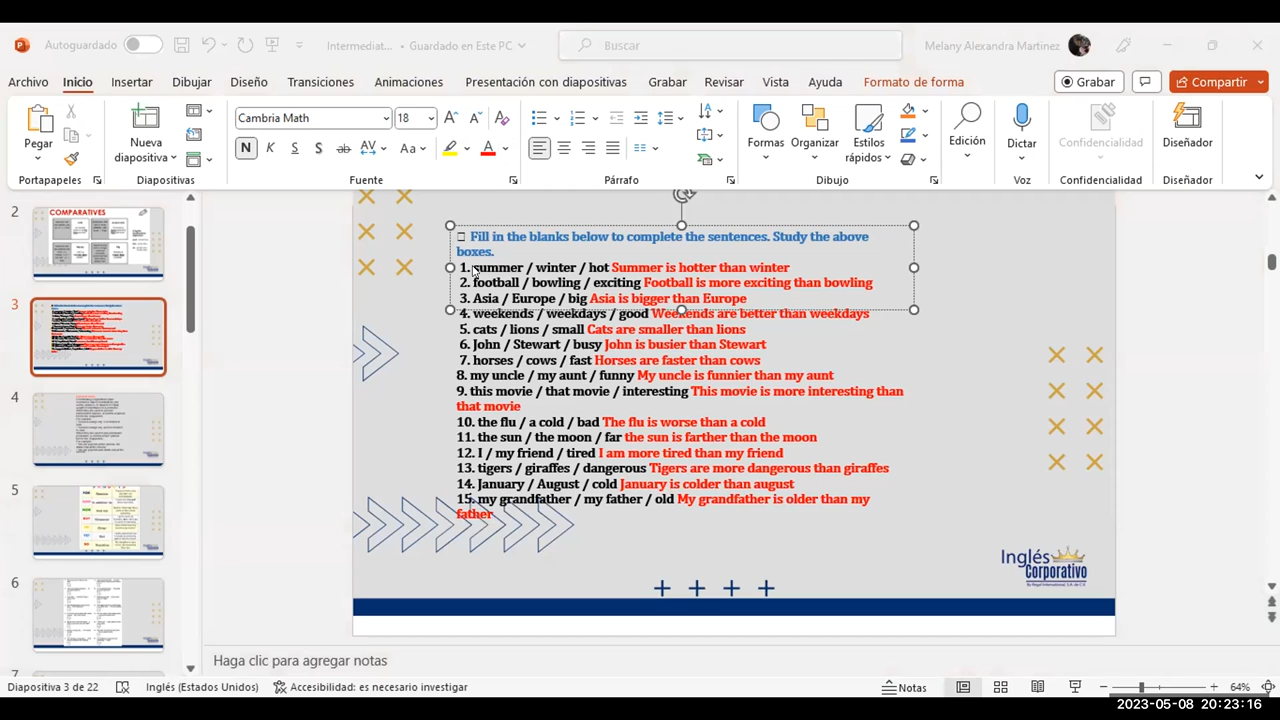 Autoguardado
Intermediat... • Guardado en Este PC
Buscar
Melany Alexandra Martinez
Archivo Inicio Insertar Dibujar Diseño Transiciones Animaciones Presentación con diapositivas Grabar Revisar Vista Ayuda Formato de forma
Grabar
Compartir
Cambria Math 18
Pegar
Nueva diapositiva
N K S S ab AV Aa A
Formas Organizar Estilos rápidos
Edición
Dictar
Confidencialidad
Diseñador
Portapapeles Diapositivas Fuente Párrafo Dibujo Voz Confidencialidad Diseñador
2
COMPARATIVES
3
4
5
6
7
Fill in the blanks below to complete the sentences. Study the above
boxes.
1. summer / winter / hot Summer is hotter than winter
2. football / bowling / exciting Football is more exciting than bowling
3. Asia / Europe / big Asia is bigger than Europe
4. weekends / weekdays / good Weekends are better than weekdays
5. cats / lions / small Cats are smaller than lions
6. John / Stewart / busy John is busier than Stewart
7. horses / cows / fast Horses are faster than cows
8. my uncle / my aunt / funny My uncle is funnier than my aunt
9. this movie / that movie / interesting This movie is more interesting than
that movie
10. the flu / a cold / bad The flu is worse than a cold
11. the sun / the moon / far the sun is farther than the moon
12. I / my friend / tired I am more tired than my friend
13. tigers / giraffes / dangerous Tigers are more dangerous than giraffes
14. January / August / cold January is colder than august
15. my grandfather / my father / old My grandfather is older than my
father
Inglés
Corporativo
Haga clic para agregar notas
Diapositiva 3 de 22
Inglés (Estados Unidos)
Accesibilidad: es necesario investigar
Notas
64%
2023-05-08 20:23:16